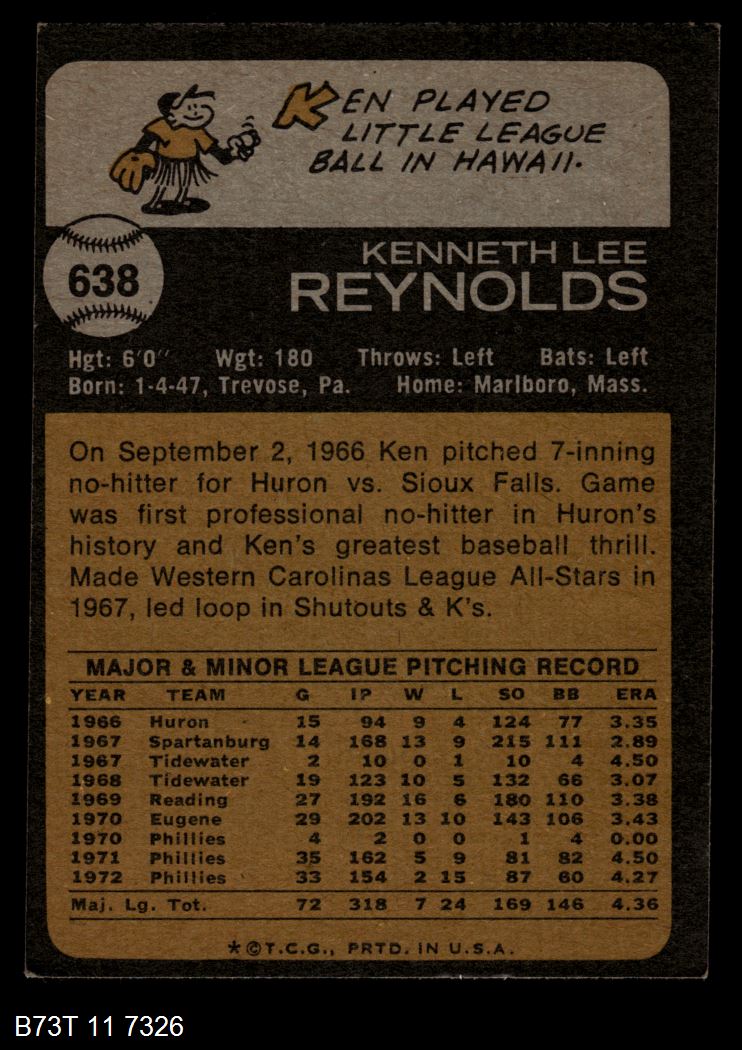 KEN PLAYED
LITTLE LEAGUE
BALL IN HAWAII.
638
KENNETH LEE
REYNOLDS
Hgt: 6'0" Wgt: 180 Throws: Left Bats: Left
Born: 1-4-47, Trevose, Pa. Home: Marlboro, Mass.
On September 2, 1966 Ken pitched 7-inning
no-hitter for Huron vs. Sioux Falls. Game
was first professional no-hitter in Huron's
history and Ken's greatest baseball thrill.
Made Western Carolinas League All-Stars in
1967, led loop in Shutouts & K's.
MAJOR & MINOR LEAGUE PITCHING RECORD
YEAR TEAM G IP W L SO BB ERA
1966 Huron 15 94 9 4 124 77 3.35
1967 Spartanburg 14 168 13 9 215 111 2.89
1967 Tidewater 2 10 0 1 10 4 4.50
1968 Tidewater 19 123 10 5 132 66 3.07
1969 Reading 27 192 16 6 180 110 3.38
1970 Eugene 29 202 13 10 143 106 3.43
1970 Phillies 4 2 0 0 1 4 0.00
1971 Phillies 35 162 5 9 81 82 4.50
1972 Phillies 33 154 2 15 87 60 4.27
Maj. Lg. Tot. 72 318 7 24 169 146 4.36
*©T.C.G., PRTD. IN U.S.A.
B73T 11 7326